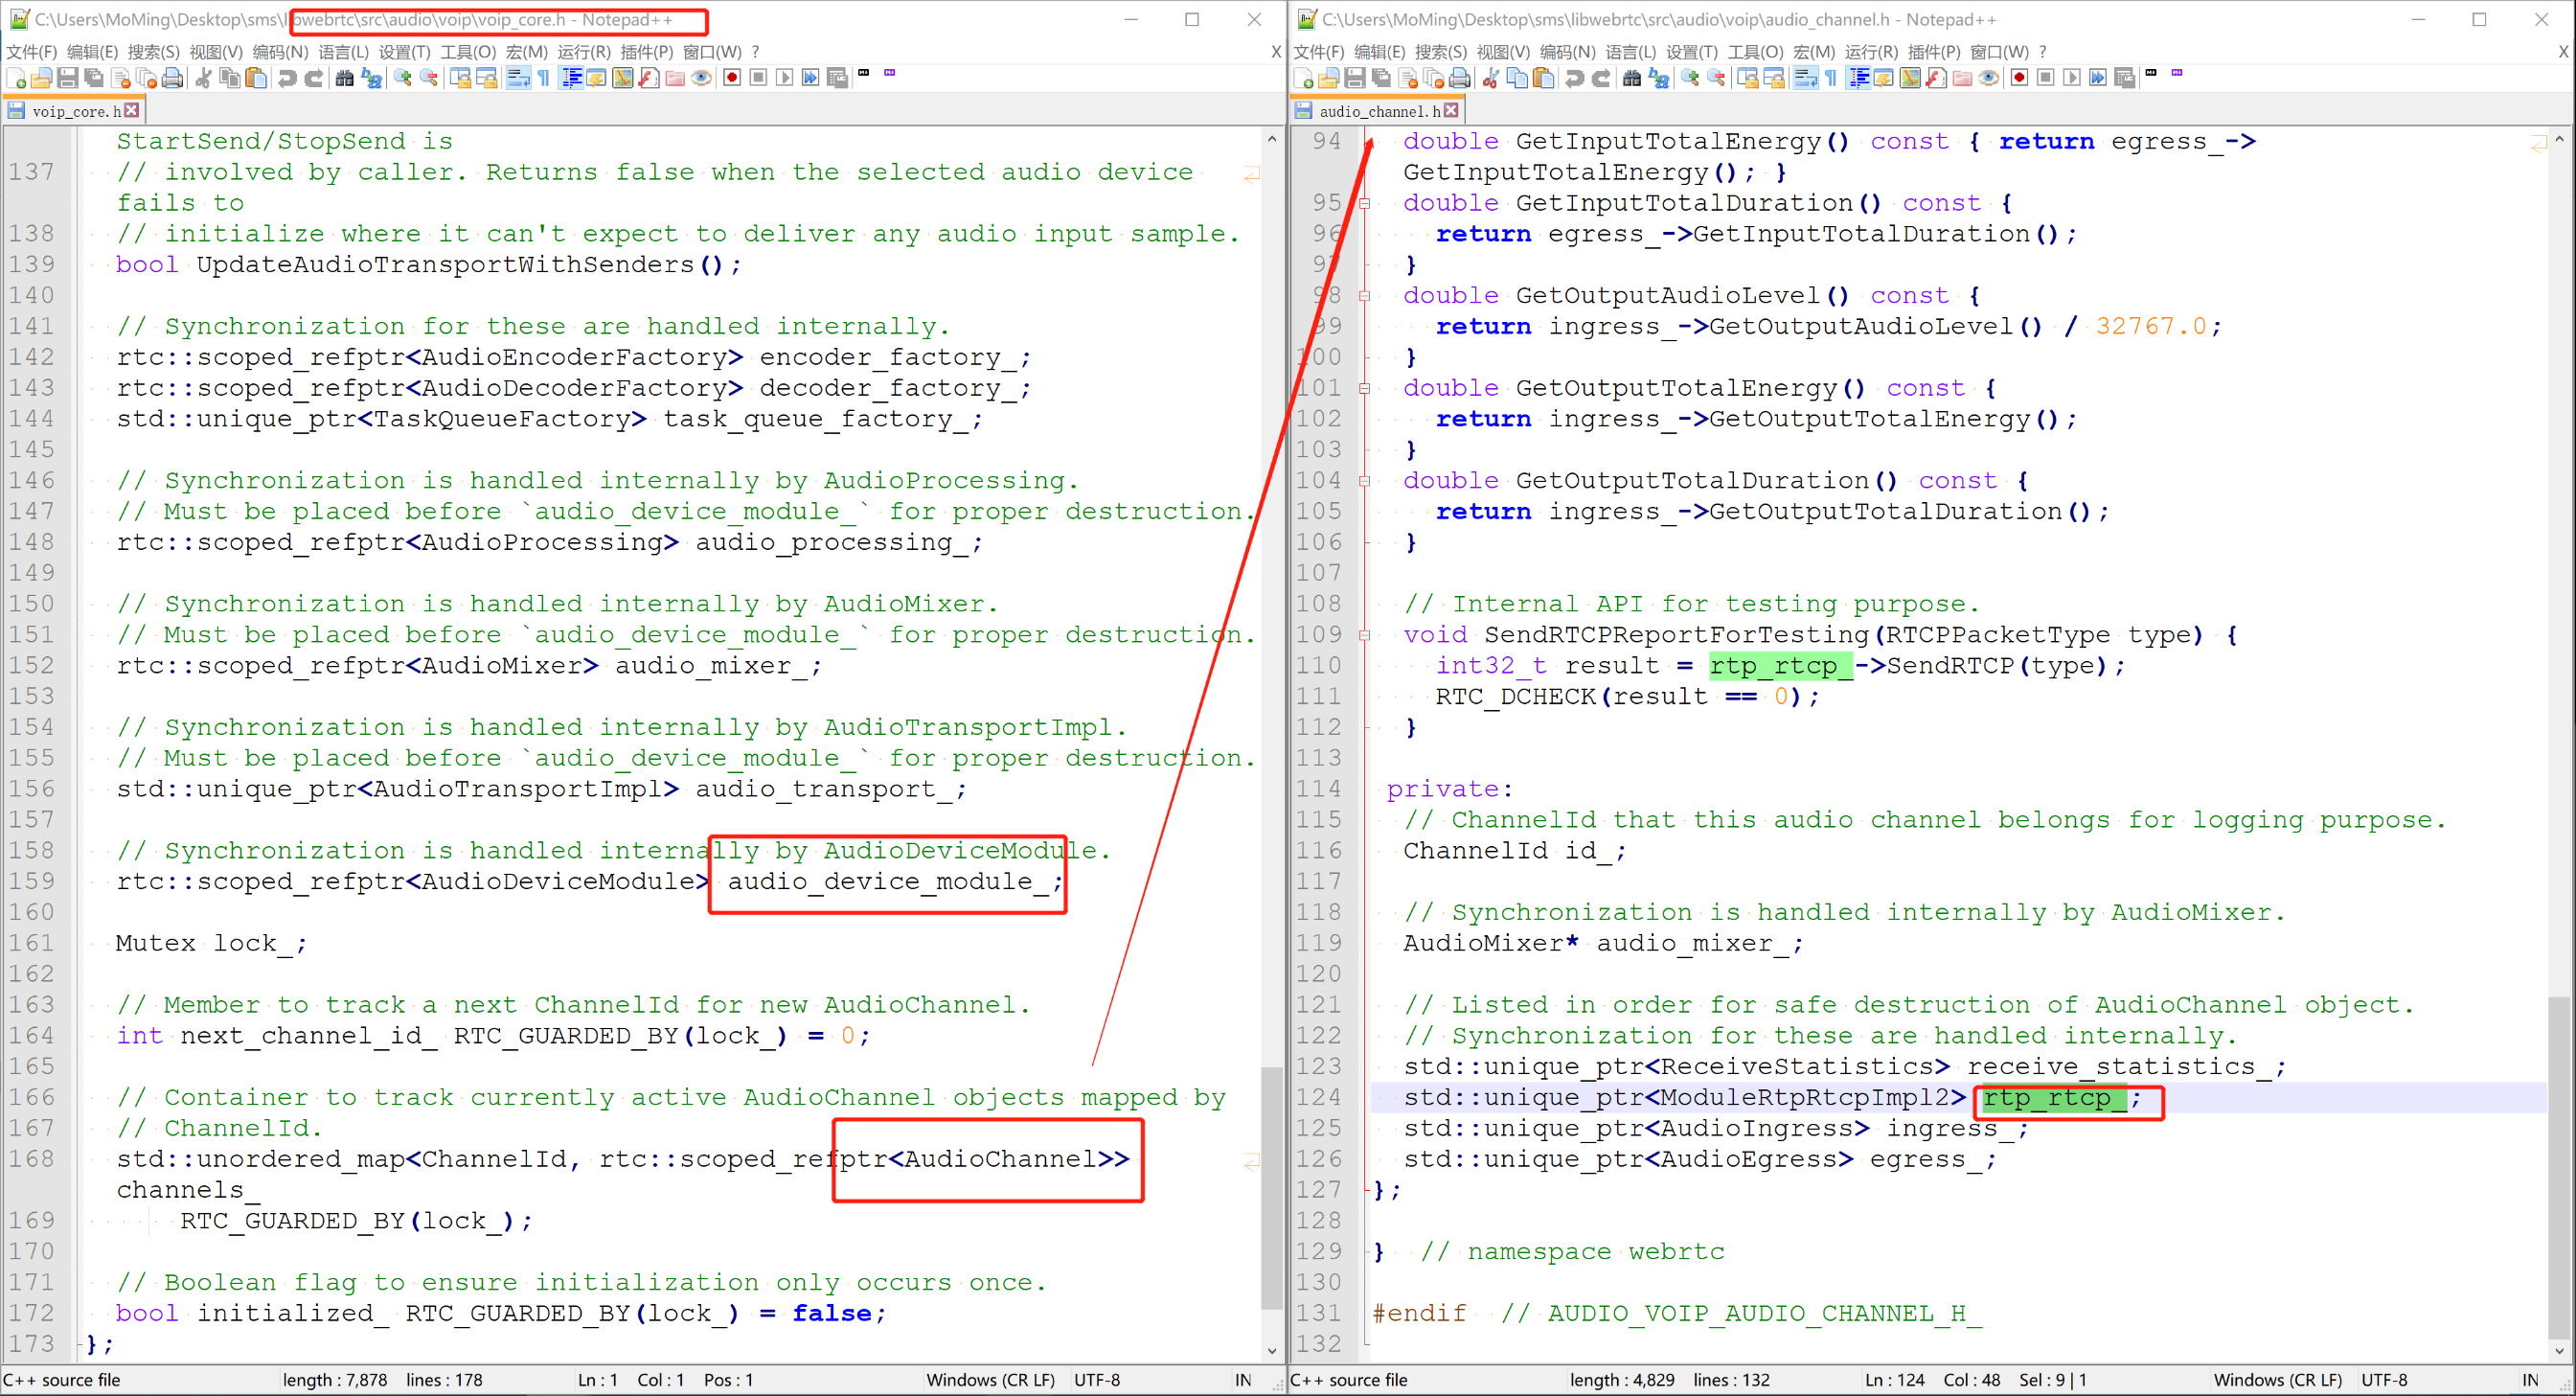 C:\Users\MoMing\Desktop\sms\libwebrtc\src\audio\voip\voip_core.h - Notepad++
文件(F) 编辑(E) 搜索(S) 视图(V) 编码(N) 语言(L) 设置(T) 工具(O) 宏(M) 运行(R) 插件(P) 窗口(W) ? X
voip_core.h
StartSend/StopSend is
137 // involved by caller. Returns false when the selected audio device
fails to
138 // initialize where it can't expect to deliver any audio input sample.
139 bool UpdateAudioTransportWithSenders();
140
141 // Synchronization for these are handled internally.
142 rtc::scoped_refptr<AudioEncoderFactory> encoder_factory_;
143 rtc::scoped_refptr<AudioDecoderFactory> decoder_factory_;
144 std::unique_ptr<TaskQueueFactory> task_queue_factory_;
145
146 // Synchronization is handled internally by AudioProcessing.
147 // Must be placed before `audio_device_module_` for proper destruction.
148 rtc::scoped_refptr<AudioProcessing> audio_processing_;
149
150 // Synchronization is handled internally by AudioMixer.
151 // Must be placed before `audio_device_module_` for proper destruction.
152 rtc::scoped_refptr<AudioMixer> audio_mixer_;
153
154 // Synchronization is handled internally by AudioTransportImpl.
155 // Must be placed before `audio_device_module_` for proper destruction.
156 std::unique_ptr<AudioTransportImpl> audio_transport_;
157
158 // Synchronization is handled internally by AudioDeviceModule.
159 rtc::scoped_refptr<AudioDeviceModule> audio_device_module_;
160
161 Mutex lock_;
162
163 // Member to track a next ChannelId for new AudioChannel.
164 int next_channel_id_ RTC_GUARDED_BY(lock_) = 0;
165
166 // Container to track currently active AudioChannel objects mapped by
167 // ChannelId.
168 std::unordered_map<ChannelId, rtc::scoped_refptr<AudioChannel>>
channels_
169 RTC_GUARDED_BY(lock_);
170
171 // Boolean flag to ensure initialization only occurs once.
172 bool initialized_ RTC_GUARDED_BY(lock_) = false;
173 };
C++ source file length : 7,878 lines : 178 Ln : 1 Col : 1 Pos : 1 Windows (CR LF) UTF-8 IN
C:\Users\MoMing\Desktop\sms\libwebrtc\src\audio\voip\audio_channel.h - Notepad++
文件(F) 编辑(E) 搜索(S) 视图(V) 编码(N) 语言(L) 设置(T) 工具(O) 宏(M) 运行(R) 插件(P) 窗口(W) ? X
audio_channel.h
94 double GetInputTotalEnergy() const { return egress_->
GetInputTotalEnergy(); }
95 double GetInputTotalDuration() const {
96 return egress_->GetInputTotalDuration();
97 }
98 double GetOutputAudioLevel() const {
99 return ingress_->GetOutputAudioLevel() / 32767.0;
100 }
101 double GetOutputTotalEnergy() const {
102 return ingress_->GetOutputTotalEnergy();
103 }
104 double GetOutputTotalDuration() const {
105 return ingress_->GetOutputTotalDuration();
106 }
107
108 // Internal API for testing purpose.
109 void SendRTCPReportForTesting(RTCPPacketType type) {
110 int32_t result = rtp_rtcp_->SendRTCP(type);
111 RTC_DCHECK(result == 0);
112 }
113
114 private:
115 // ChannelId that this audio channel belongs for logging purpose.
116 ChannelId id_;
117
118 // Synchronization is handled internally by AudioMixer.
119 AudioMixer* audio_mixer_;
120
121 // Listed in order for safe destruction of AudioChannel object.
122 // Synchronization for these are handled internally.
123 std::unique_ptr<ReceiveStatistics> receive_statistics_;
124 std::unique_ptr<ModuleRtpRtcpImpl2> rtp_rtcp_;
125 std::unique_ptr<AudioIngress> ingress_;
126 std::unique_ptr<AudioEgress> egress_;
127 };
128
129 } // namespace webrtc
130
131 #endif // AUDIO_VOIP_AUDIO_CHANNEL_H_
132
C++ source file length : 4,829 lines : 132 Ln : 124 Col : 48 Sel : 9 | 1 Windows (CR LF) UTF-8 IN